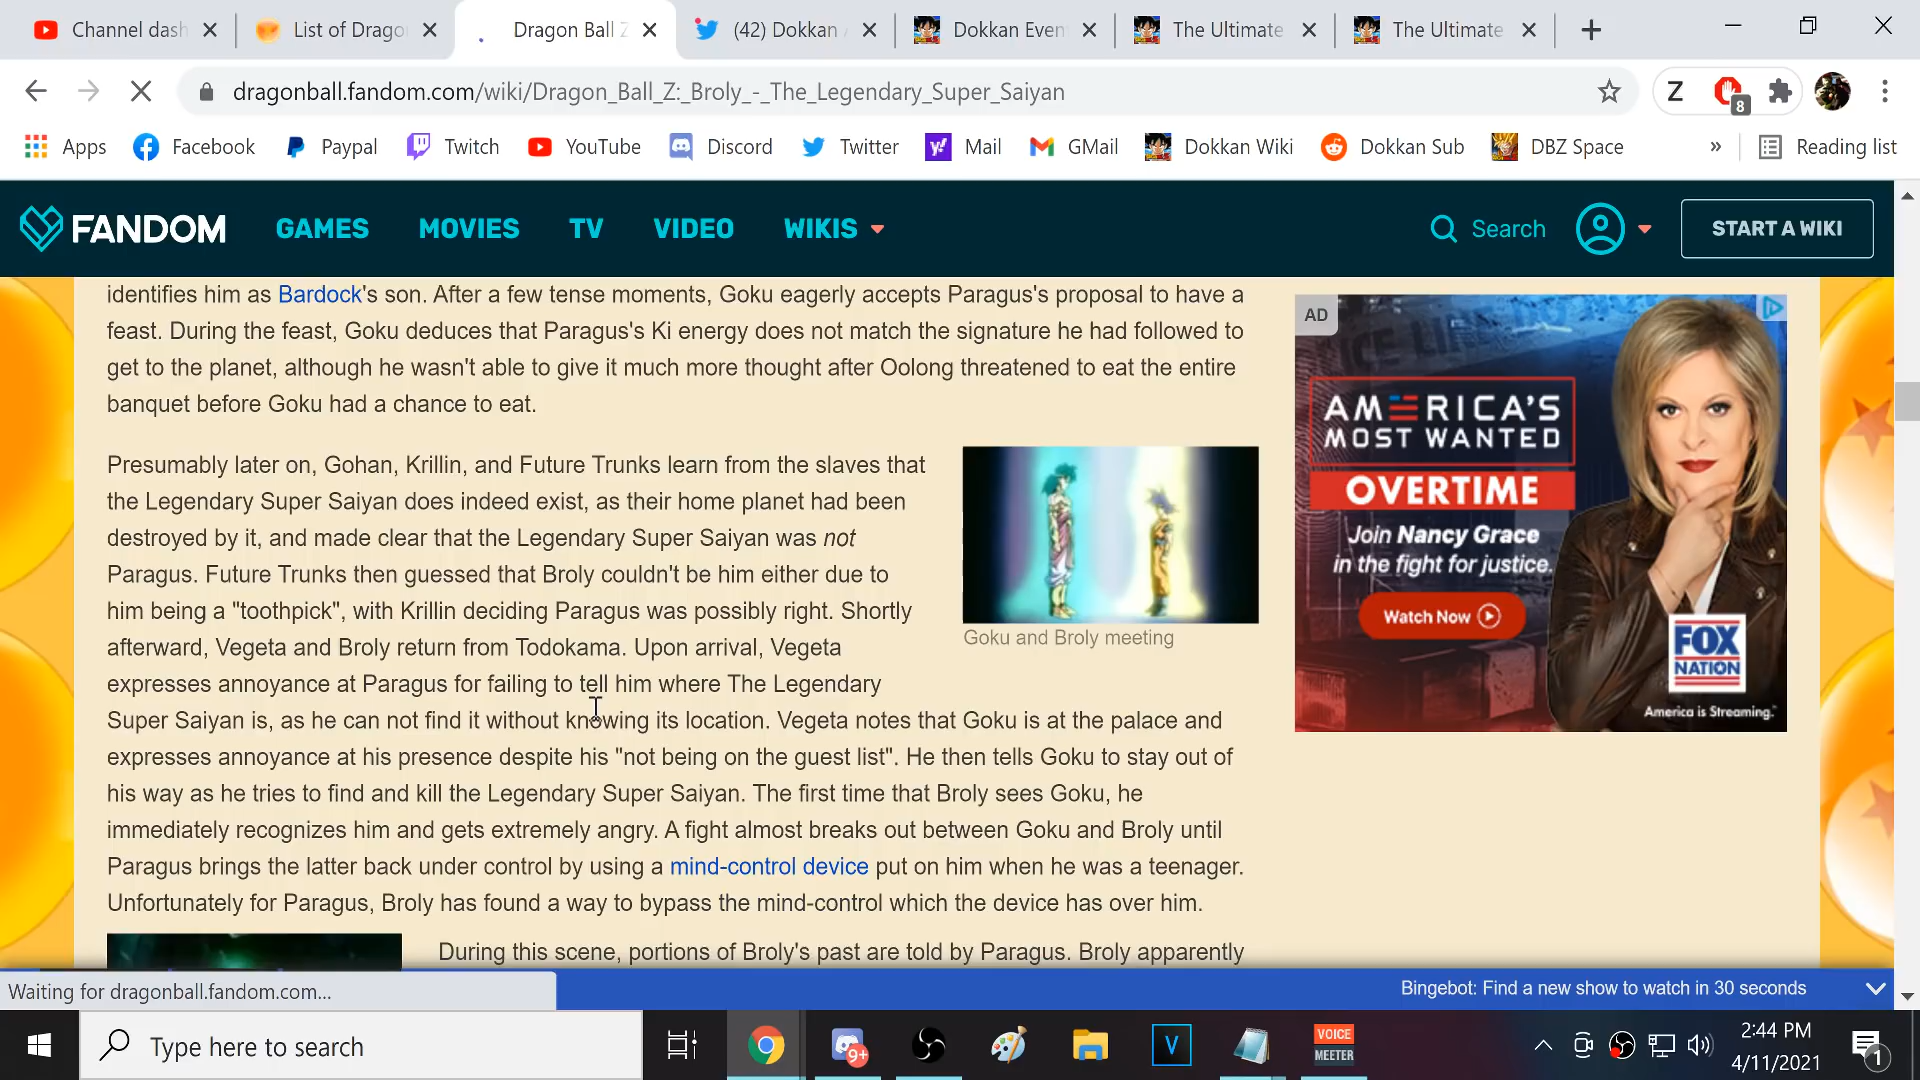 Channel dash
List of Drago
Dragon Ball Z
(42) Dokkan
Dokkan Even
The Ultimate
The Ultimate
dragonball.fandom.com/wiki/Dragon_Ball_Z:_Broly_-_The_Legendary_Super_Saiyan
Z
8
Apps
Facebook
Paypal
Twitch
YouTube
Discord
Twitter
Mail
GMail
Dokkan Wiki
Dokkan Sub
DBZ Space
»
Reading list
FANDOM
GAMES
MOVIES
TV
VIDEO
WIKIS
Search
START A WIKI
identifies him as Bardock's son. After a few tense moments, Goku eagerly accepts Paragus's proposal to have a
feast. During the feast, Goku deduces that Paragus's Ki energy does not match the signature he had followed to
get to the planet, although he wasn't able to give it much more thought after Oolong threatened to eat the entire
banquet before Goku had a chance to eat.
Presumably later on, Gohan, Krillin, and Future Trunks learn from the slaves that
the Legendary Super Saiyan does indeed exist, as their home planet had been
destroyed by it, and made clear that the Legendary Super Saiyan was not
Paragus. Future Trunks then guessed that Broly couldn't be him either due to
him being a "toothpick", with Krillin deciding Paragus was possibly right. Shortly
afterward, Vegeta and Broly return from Todokama. Upon arrival, Vegeta
expresses annoyance at Paragus for failing to tell him where The Legendary
Super Saiyan is, as he can not find it without knowing its location. Vegeta notes that Goku is at the palace and
expresses annoyance at his presence despite his "not being on the guest list". He then tells Goku to stay out of
his way as he tries to find and kill the Legendary Super Saiyan. The first time that Broly sees Goku, he
immediately recognizes him and gets extremely angry. A fight almost breaks out between Goku and Broly until
Paragus brings the latter back under control by using a mind-control device put on him when he was a teenager.
Unfortunately for Paragus, Broly has found a way to bypass the mind-control which the device has over him.
Goku and Broly meeting
During this scene, portions of Broly's past are told by Paragus. Broly apparently
AD
AMERICA'S
MOST WANTED
OVERTIME
Join Nancy Grace
in the fight for justice.
Watch Now
FOX
NATION
America is Streaming.
Waiting for dragonball.fandom.com...
Bingebot: Find a new show to watch in 30 seconds
Type here to search
9+
V
VOICE
MEETER
2:44 PM
4/11/2021
1